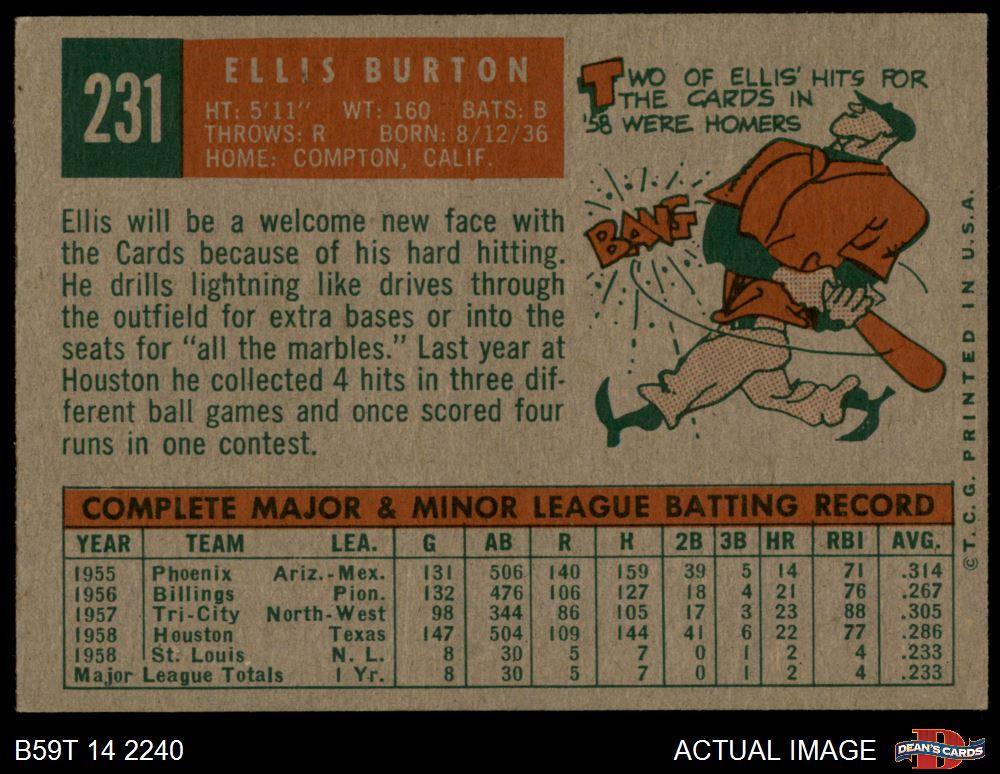 231
ELLIS BURTON
HT: 5'11" WT: 160 BATS: B
THROWS: R BORN: 8/12/36
HOME: COMPTON, CALIF.
TWO OF ELLIS' HITS FOR
THE CARDS IN
'58 WERE HOMERS
BANG
Ellis will be a welcome new face with
the Cards because of his hard hitting.
He drills lightning like drives through
the outfield for extra bases or into the
seats for "all the marbles." Last year at
Houston he collected 4 hits in three dif-
ferent ball games and once scored four
runs in one contest.
COMPLETE MAJOR & MINOR LEAGUE BATTING RECORD
YEAR TEAM LEA. G AB R H 2B 3B HR RBI AVG.
1955 Phoenix Ariz.-Mex. 131 506 140 159 39 5 14 71 .314
1956 Billings Pion. 132 476 106 127 18 4 21 76 .267
1957 Tri-City North-West 98 344 86 105 17 3 23 88 .305
1958 Houston Texas 147 504 109 144 41 6 22 77 .286
1958 St. Louis N. L. 8 30 5 7 0 1 2 4 .233
Major League Totals 1 Yr. 8 30 5 7 0 1 2 4 .233
© T. C. G. PRINTED IN U.S.A.
B59T 14 2240
ACTUAL IMAGE
D
DEAN'S CARDS